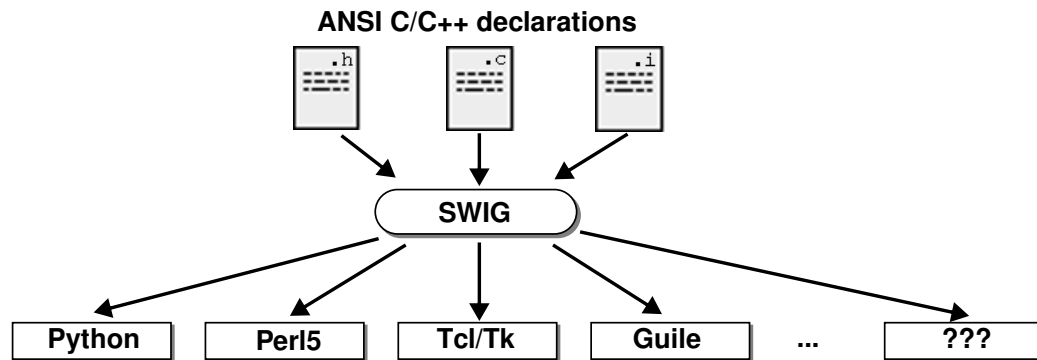 ANSI C/C++ declarations
.h
.c
.i
SWIG
Python
Perl5
Tcl/Tk
Guile
...
???